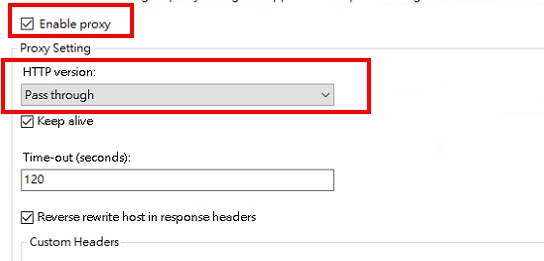 Enable proxy
Proxy Setting
HTTP version:
Pass through
Keep alive
Time-out (seconds):
120
Reverse rewrite host in response headers
Custom Headers